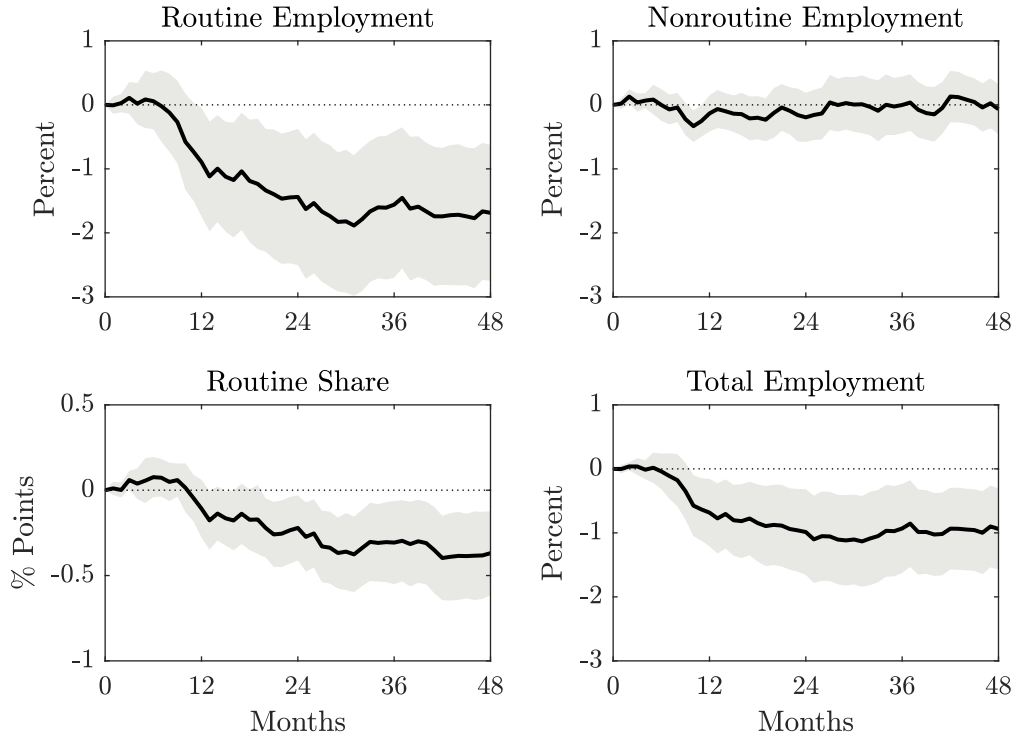 Routine Employment
Percent
1
0
-1
-2
-3
0 12 24 36 48
Nonroutine Employment
Percent
1
0
-1
-2
-3
0 12 24 36 48
Routine Share
% Points
0.5
0
-0.5
-1
0 12 24 36 48
Months
Total Employment
Percent
1
0
-1
-2
-3
0 12 24 36 48
Months